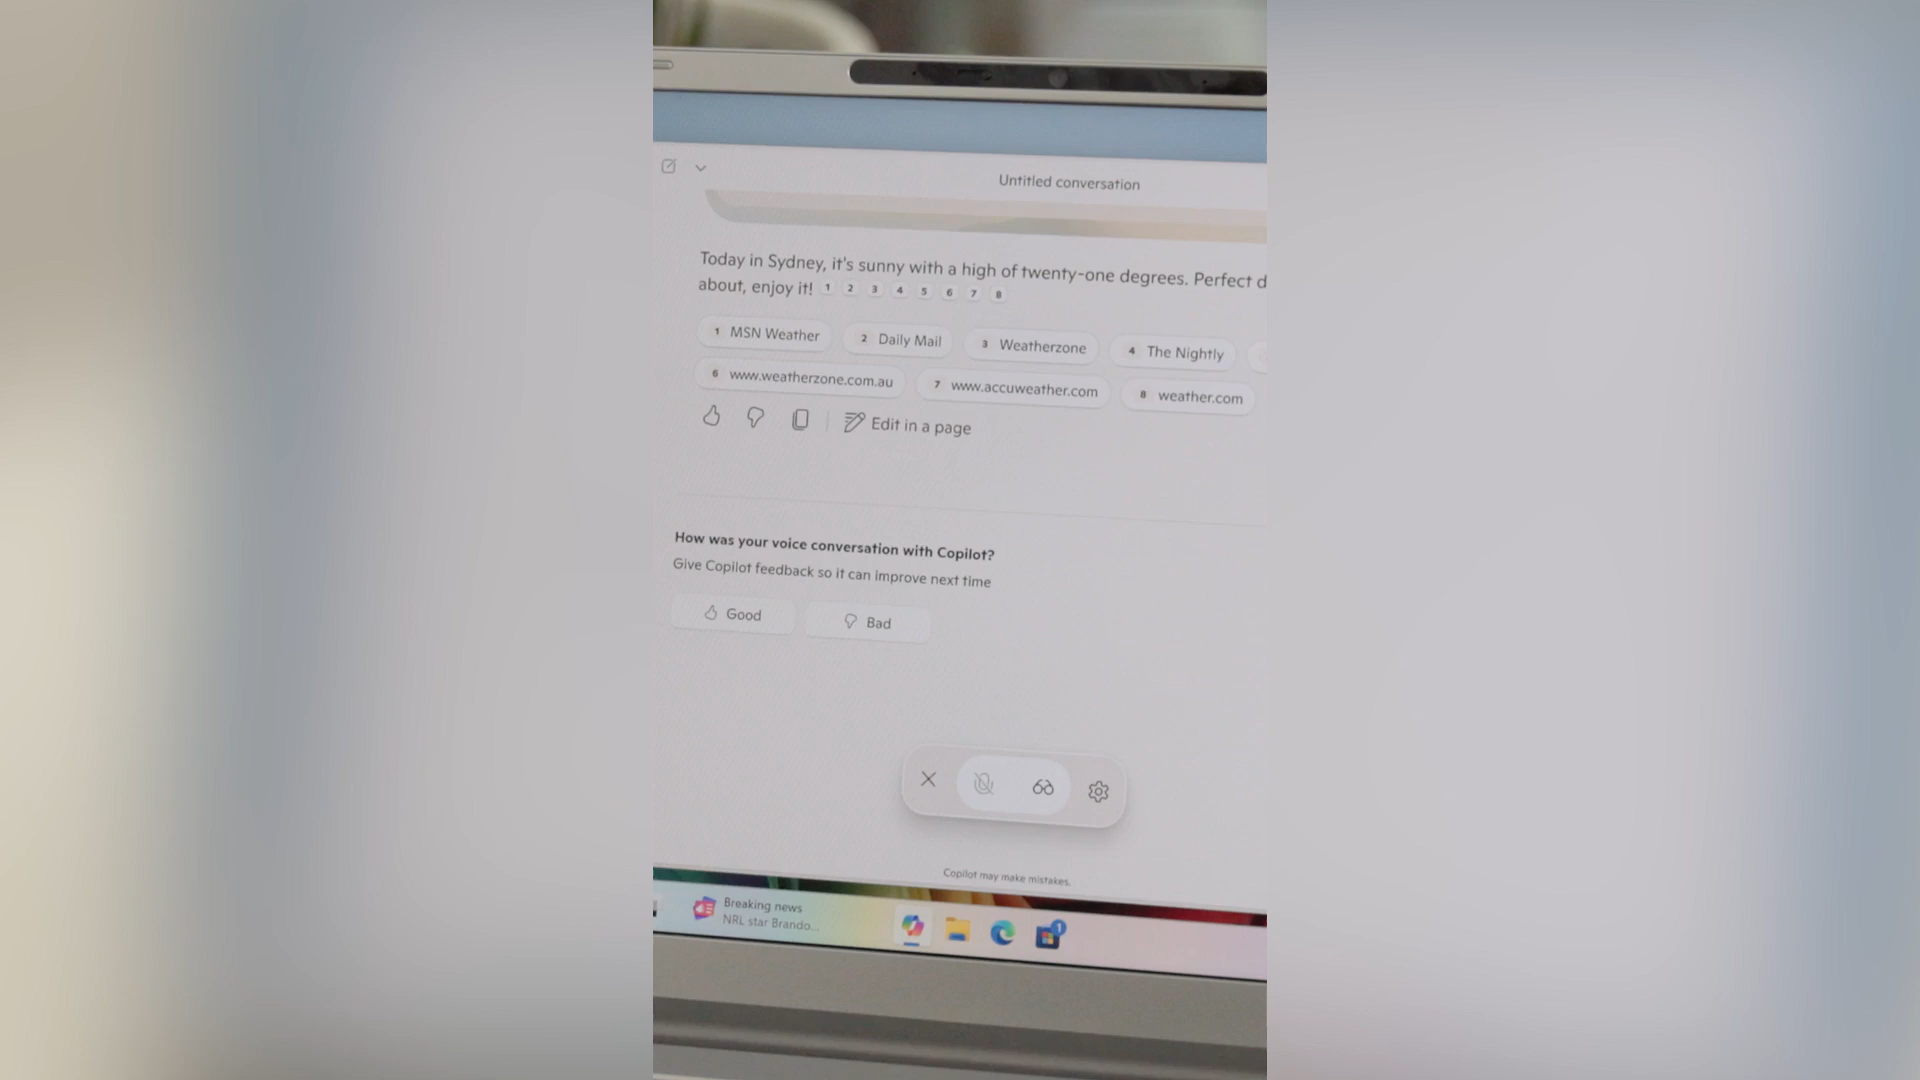 Untitled conversation
Today in Sydney, it's sunny with a high of twenty-one degrees. Perfect
about, enjoy it! 1 2 3 4 5 6 7 8
1 MSN Weather 2 Daily Mail 3 Weatherzone 4 The Nightly
6 www.weatherzone.com.au 7 www.accuweather.com 8 weather.com
Edit in a page
How was your voice conversation with Copilot?
Give Copilot feedback so it can improve next time
Good Bad
Copilot may make mistakes.
Breaking news
NRL star Brando...
1